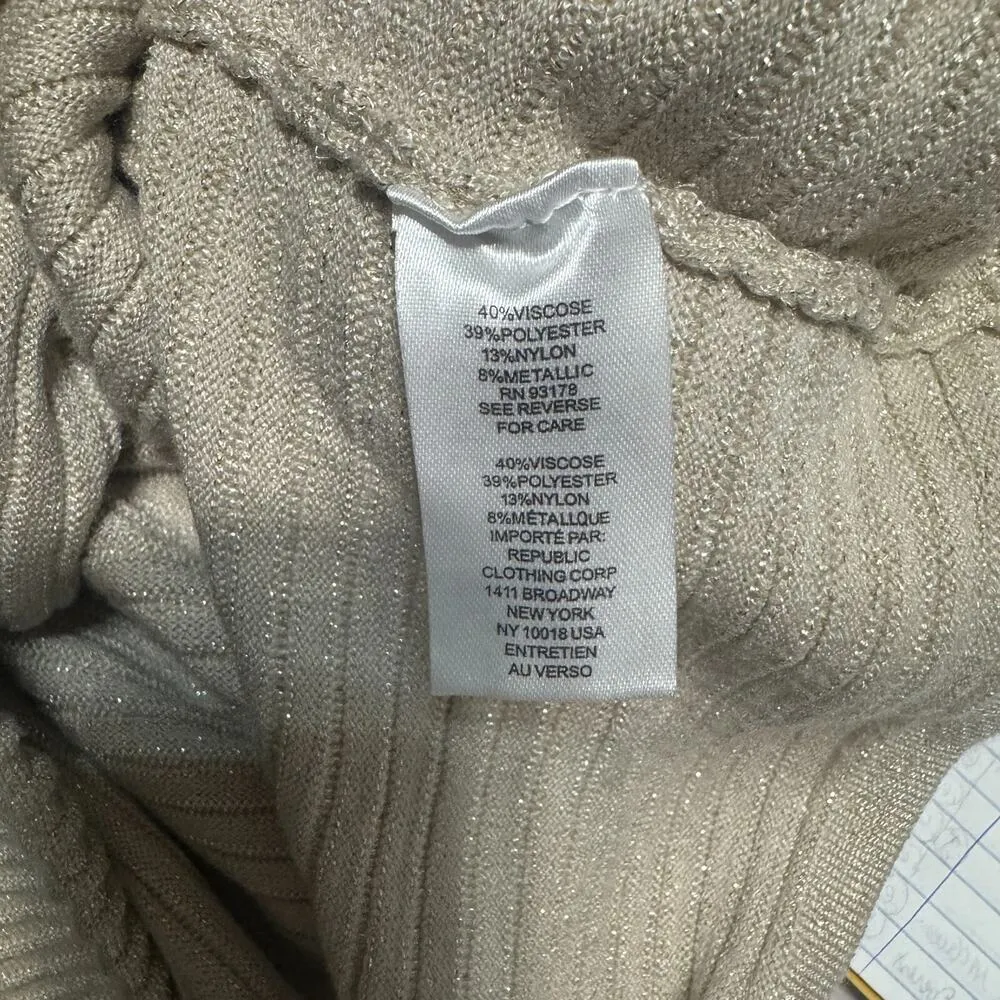 40%VISCOSE
39%POLYESTER
13%NYLON
8%METALLIC
RN 93178
SEE REVERSE
FOR CARE
40%VISCOSE
39%POLYESTER
13%NYLON
8%MÉTALLQUE
IMPORTÉ PAR:
REPUBLIC
CLOTHING CORP
1411 BROADWAY
NEW YORK
NY 10018 USA
ENTRETIEN
AU VERSO